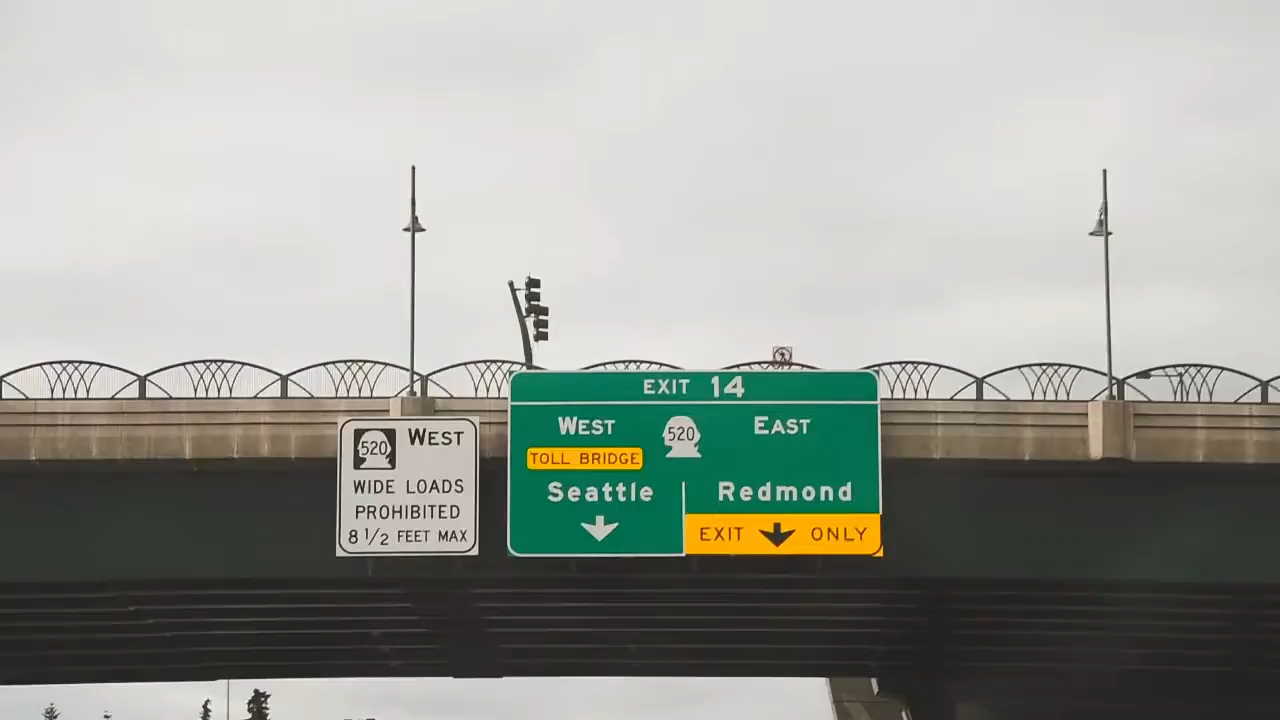 520 WEST
WIDE LOADS
PROHIBITED
8 1/2 FEET MAX
EXIT 14
WEST 520 EAST
TOLL BRIDGE
Seattle Redmond
EXIT ONLY